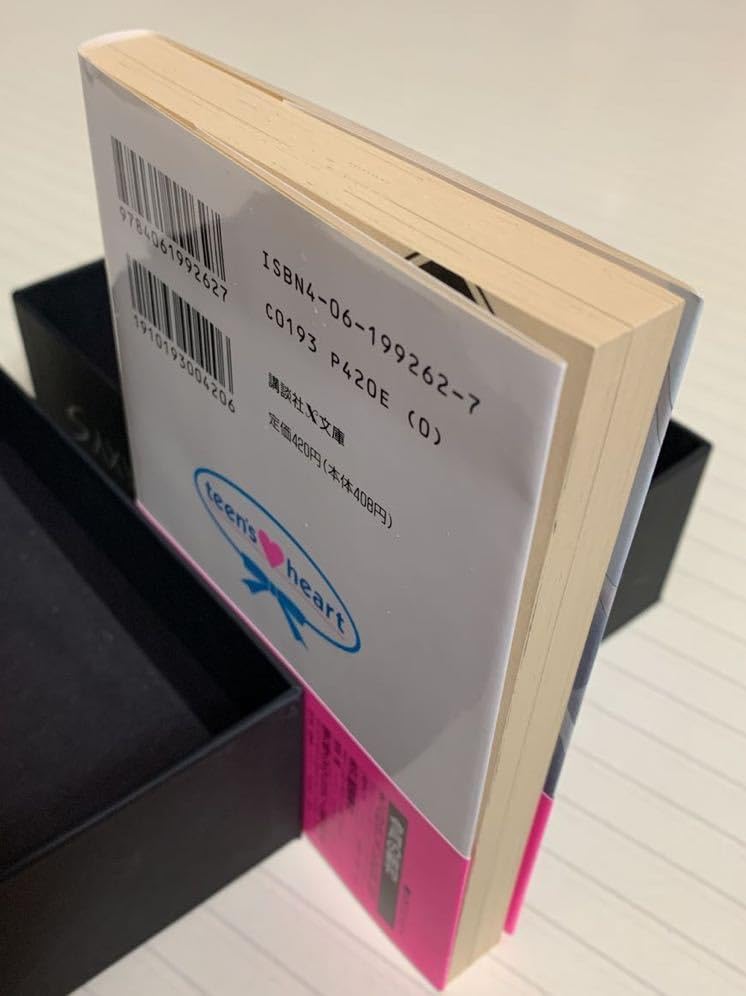 9784061992627
ISBN4-06-199262-7
C0193 P420E (0)
1910193004206
講談社X文庫
定価420円(本体408円)
teen's heart